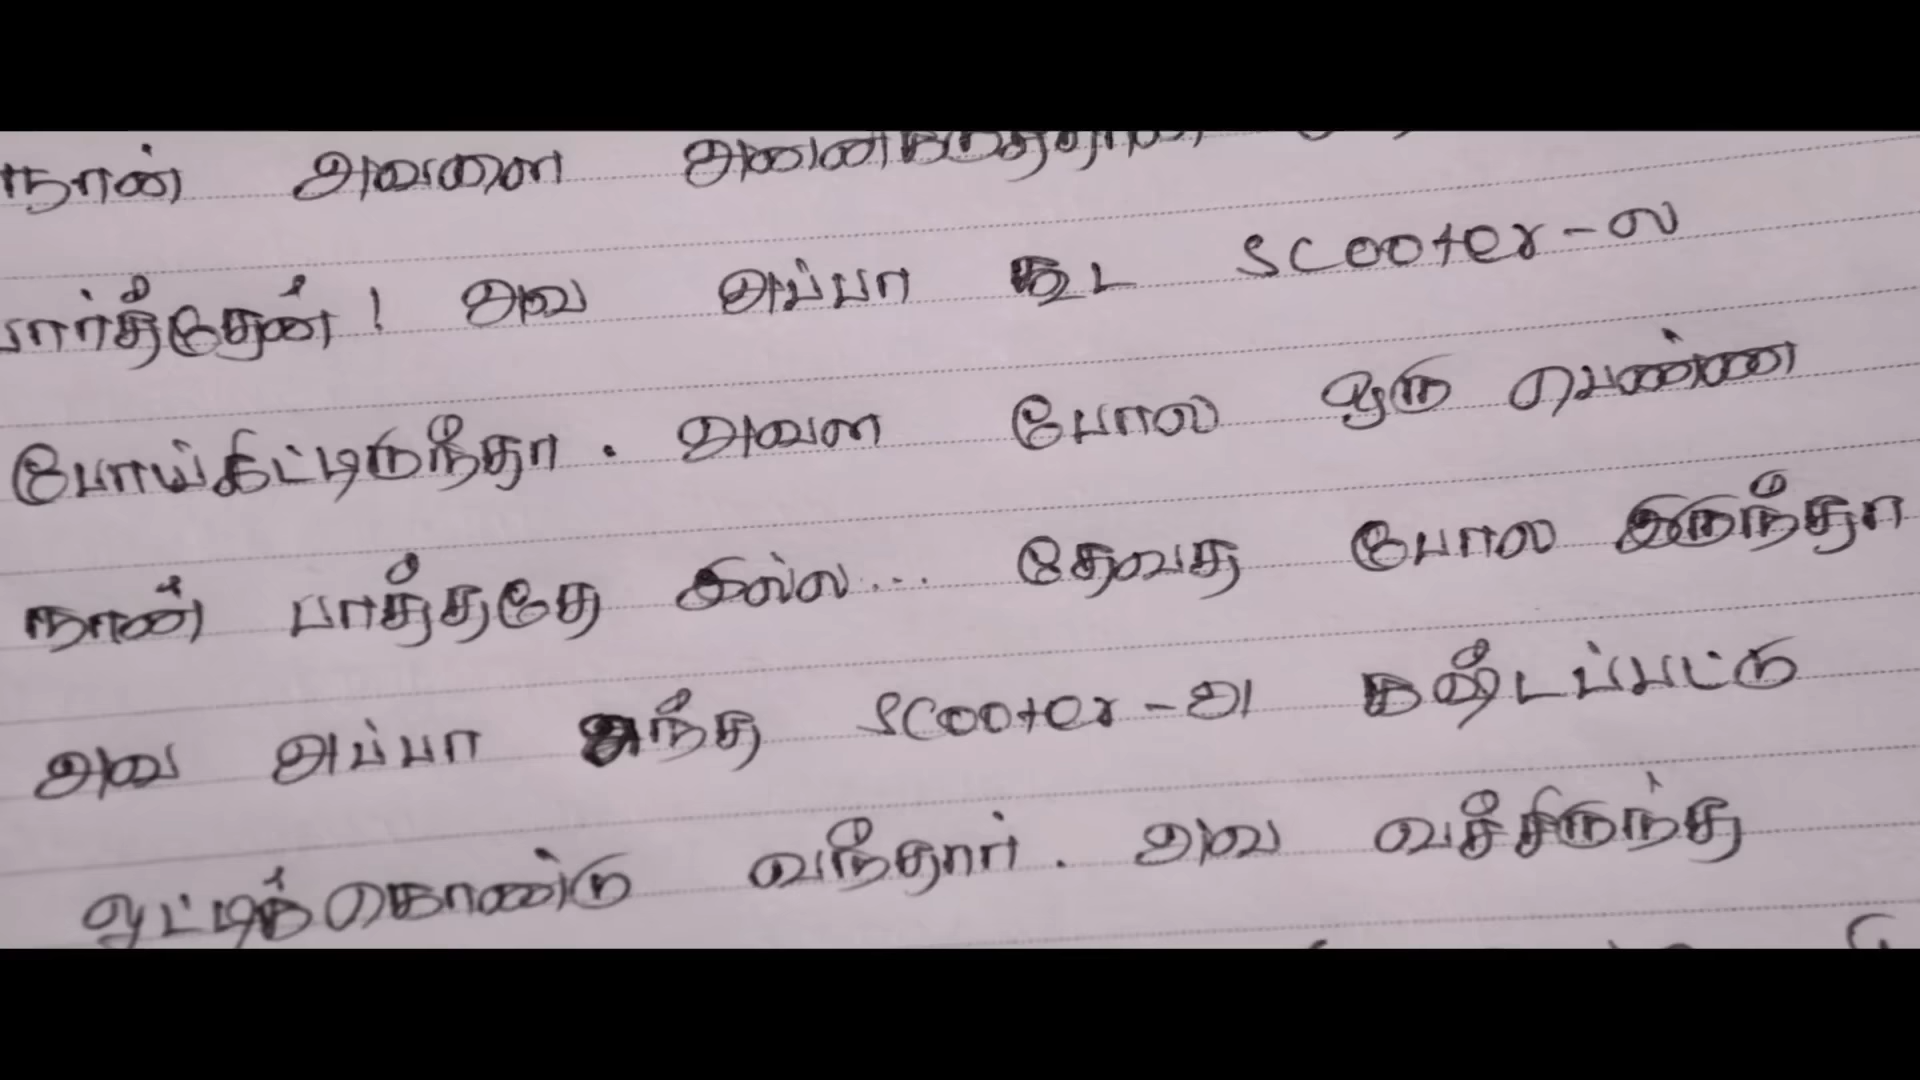 நான் அவளை
பார்த்தேன்! அவ அப்பா கூட scooter-ல
போய்கிட்டிருந்தா. அவள போல ஒரு பெண்ண
நான் பாத்ததே இல்ல... தேவத போல இருந்தா
அவ அப்பா அந்த scooter-அ கஷ்டப்பட்டு
ஓட்டிக்கொண்டு வந்தார். அவ வச்சிருந்த